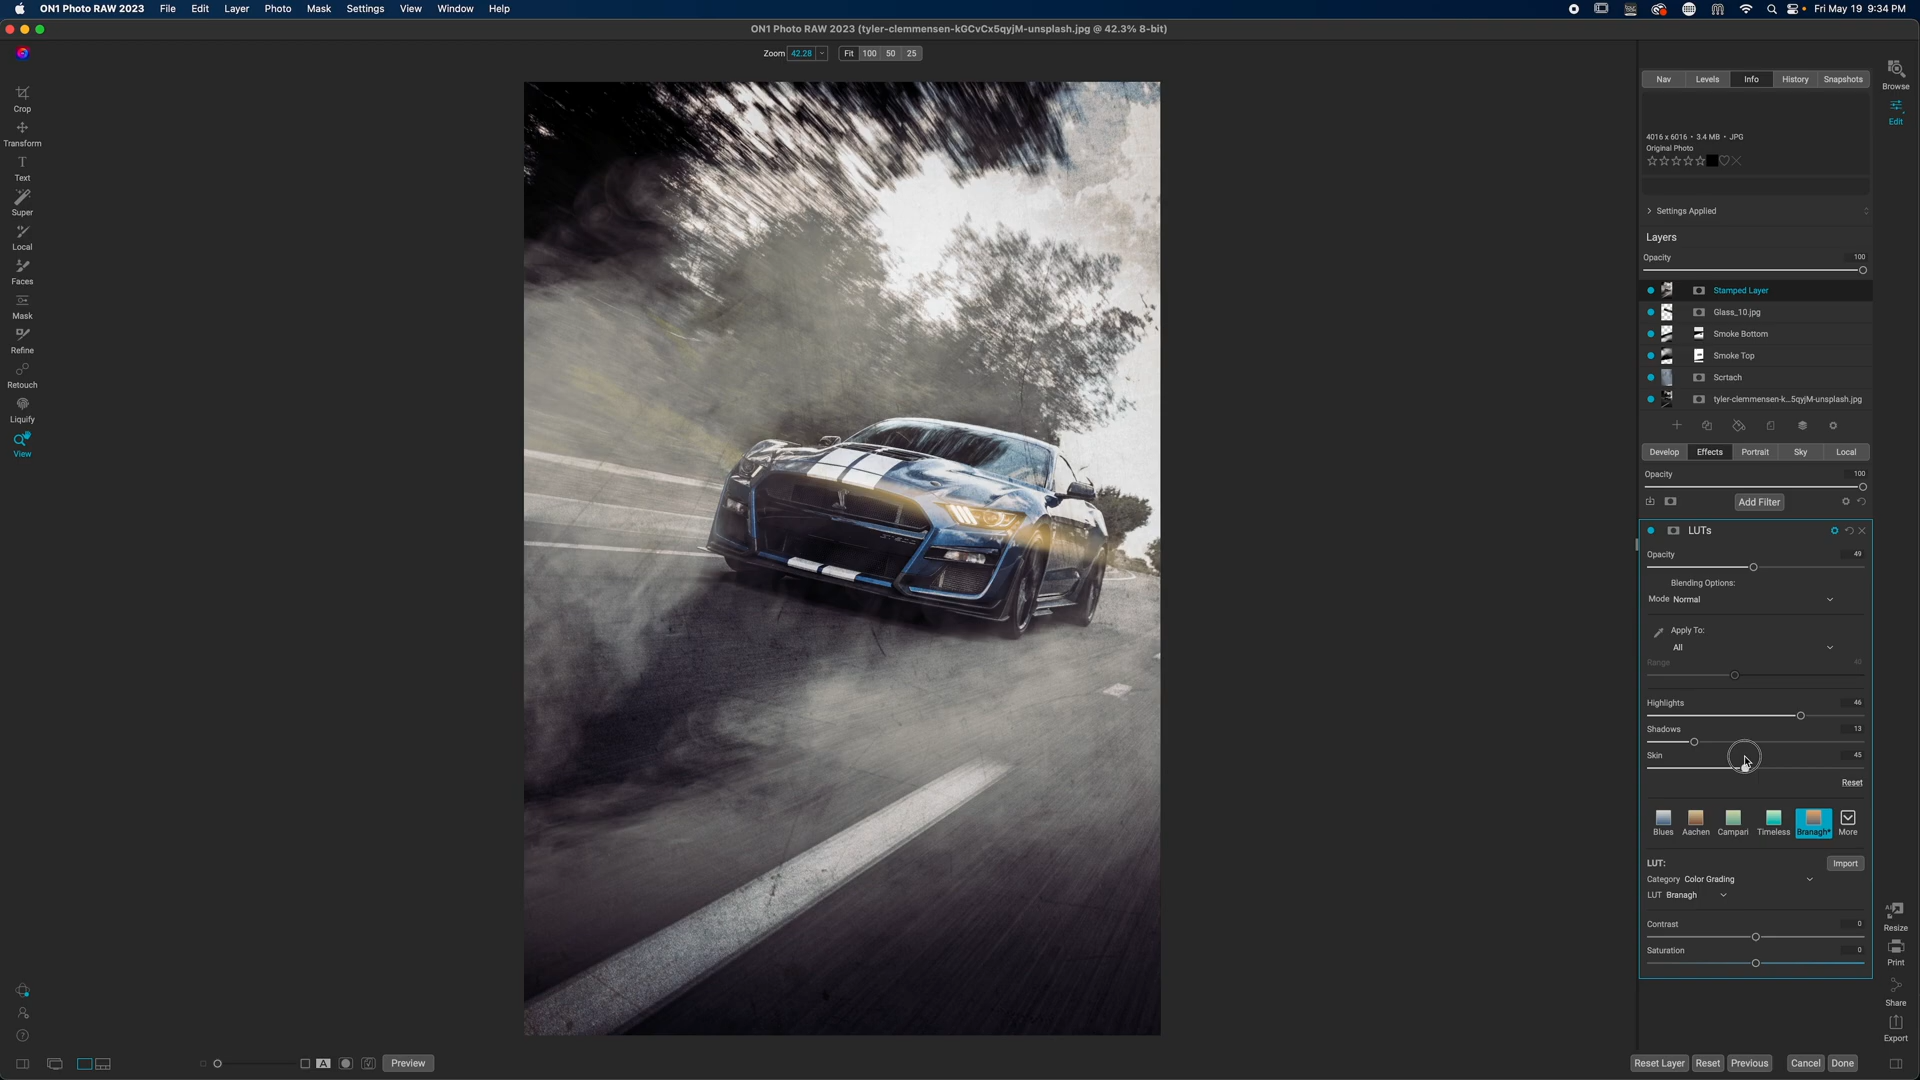 ON1 Photo RAW 2023 File Edit Layer Photo Mask Settings View Window Help
Fri May 19 9:34 PM
ON1 Photo RAW 2023 (tyler-clemmensen-kGCvCx5qyjM-unsplash.jpg @ 42.3% 8-bit)
Zoom 42.28 Fit 100 50 25
Crop
Transform
Text
Super
Local
Faces
Mask
Refine
Retouch
Liquify
View
Nav Levels Info History Snapshots
4016 x 6016 • 3.4 MB • JPG
Original Photo
Settings Applied
Layers
Opacity 100
Stamped Layer
Glass_10.jpg
Smoke Bottom
Smoke Top
Scrtach
tyler-clemmensen-k...5qyjM-unsplash.jpg
Develop Effects Portrait Sky Local
Opacity 100
Add Filter
LUTs
Opacity 49
Blending Options:
Mode Normal
Apply To:
All
Range 40
Highlights 46
Shadows 13
Skin 45
Reset
Blues Aachen Campari Timeless Branagh* More
LUT: Import
Category Color Grading
LUT Branagh
Contrast 0
Saturation 0
Browse
Edit
Resize
Print
Share
Export
A Preview
Reset Layer Reset Previous Cancel Done